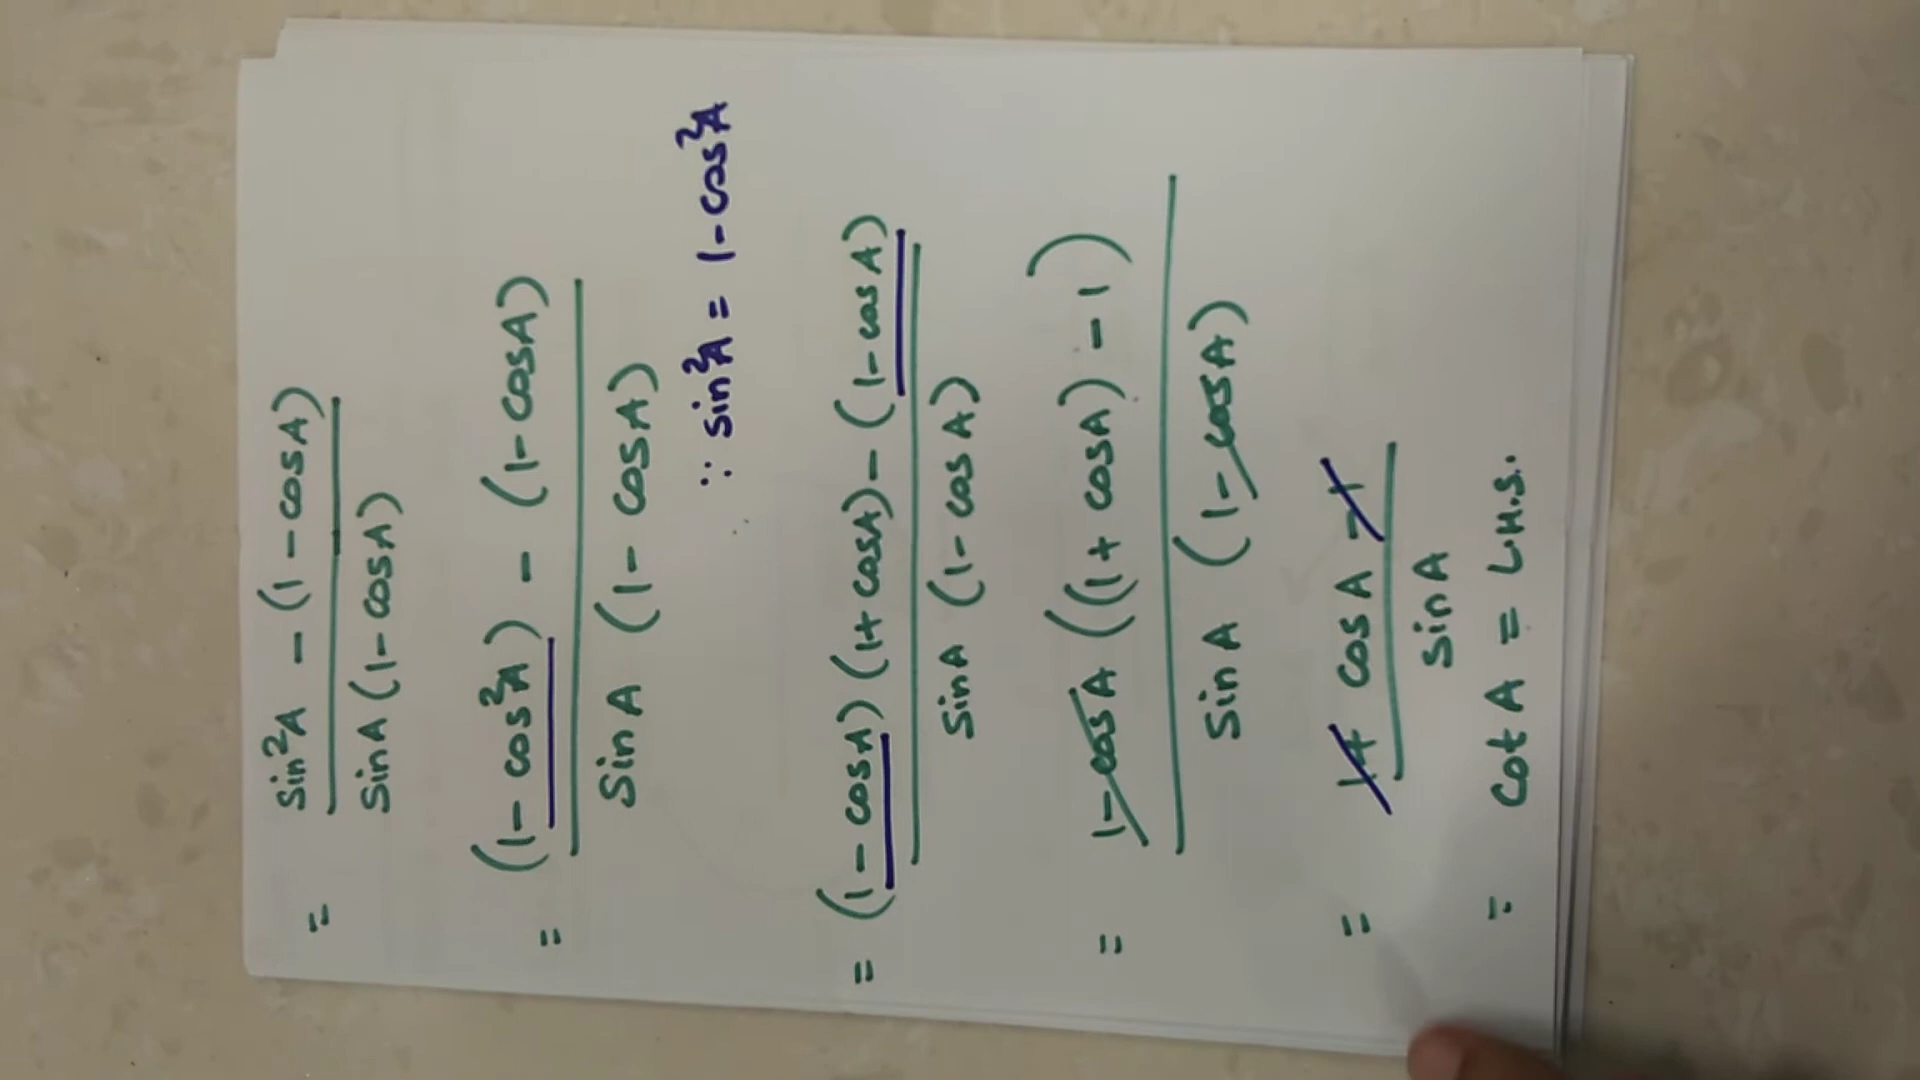 = sin²A - (1 - cosA)
sinA (1 - cosA)
= (1 - cos²A) - (1 - cosA)
sinA (1 - cosA)
∵ sin²A = 1 - cos²A
= (1 - cosA) (1 + cosA) - (1 - cosA)
sinA (1 - cosA)
= 1 - cosA ((1 + cosA) - 1)
sinA (1 - cosA)
= 1 + cosA - 1
sinA
= cotA = L.H.S.